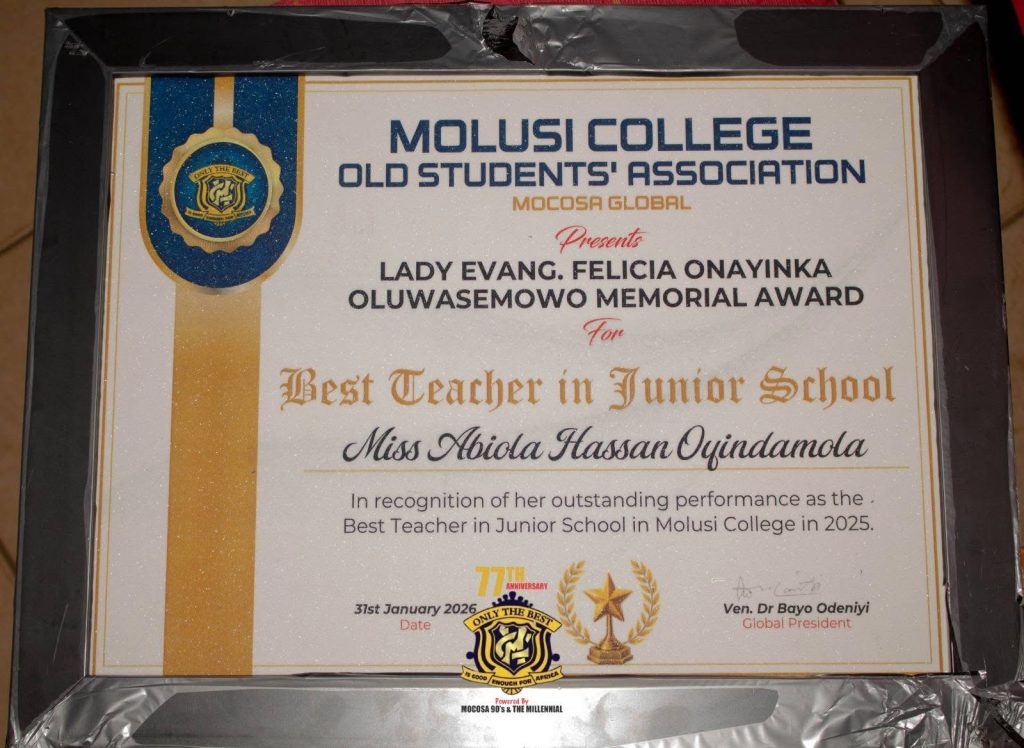 ONLY THE BEST
MOLUSI COLLEGE
OLD STUDENTS' ASSOCIATION
MOCOSA GLOBAL
Presents
LADY EVANG. FELICIA ONAYINKA
OLUWASEMOWO MEMORIAL AWARD
For
Best Teacher in Junior School
Miss Abiola Hassan Oyindamola
In recognition of her outstanding performance as the
Best Teacher in Junior School in Molusi College in 2025.
77TH
ANNIVERSARY
31st January 2026
Date
ONLY THE BEST
IS GOOD ENOUGH FOR AFRICA
Ven. Dr Bayo Odeniyi
Global President
Powered By
MOCOSA 90's & THE MILLENNIAL